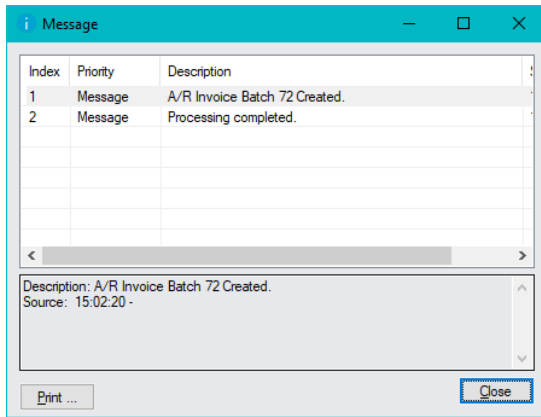 Message
Index Priority Description
1 Message A/R Invoice Batch 72 Created.
2 Message Processing completed.
Description: A/R Invoice Batch 72 Created.
Source: 15:02:20 -
Print ...
Close